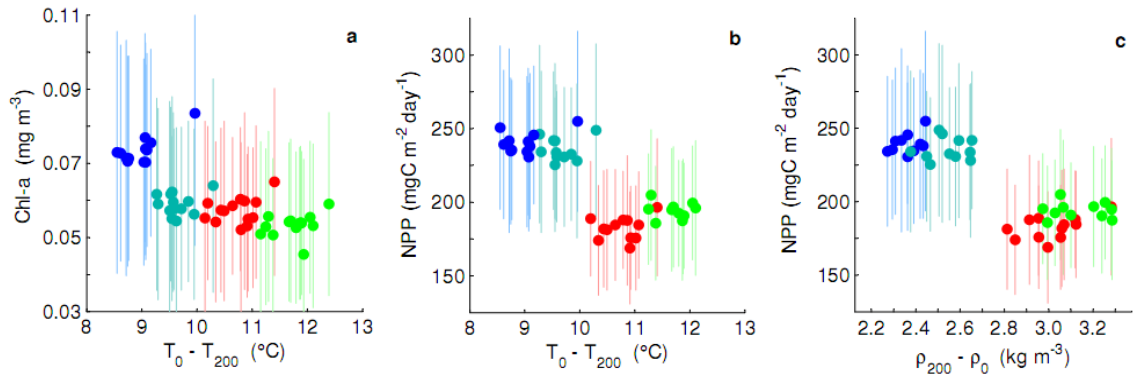 a
0.11
0.09
0.07
0.05
0.03
Chl-a (mg m⁻³)
8 9 10 11 12 13
T₀ - T₂₀₀ (°C)
b
300
250
200
150
NPP (mgC m⁻² day⁻¹)
8 9 10 11 12 13
T₀ - T₂₀₀ (°C)
c
300
250
200
150
NPP (mgC m⁻² day⁻¹)
2.2 2.4 2.6 2.8 3.0 3.2
ρ₂₀₀ - ρ₀ (kg m⁻³)